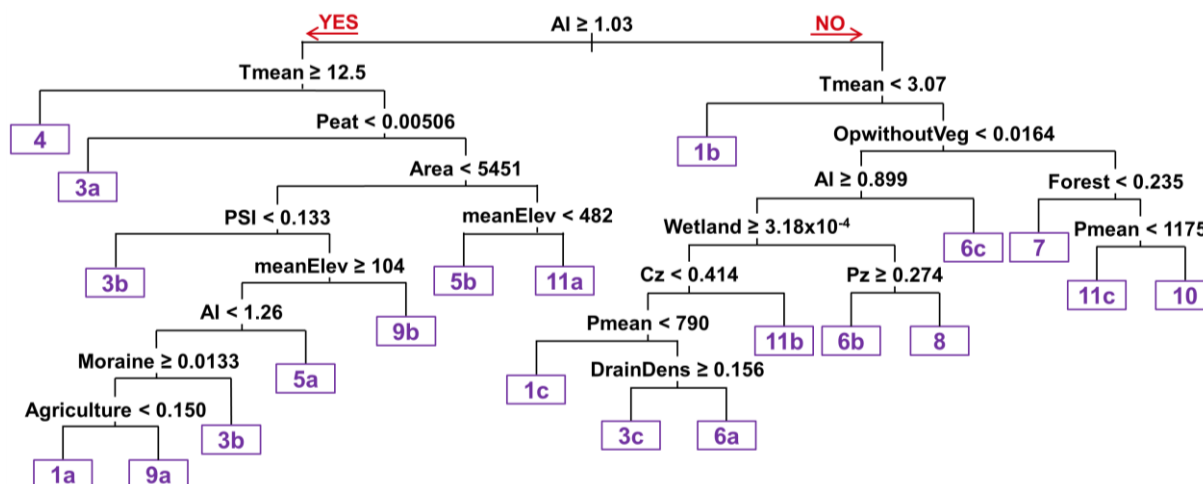 YES
AI ≥ 1.03
NO
Tmean ≥ 12.5
Tmean < 3.07
4
Peat < 0.00506
1b
OpwithoutVeg < 0.0164
3a
Area < 5451
AI ≥ 0.899
Forest < 0.235
PSI < 0.133
meanElev < 482
Wetland ≥ 3.18x10⁻⁴
6c
7
Pmean < 1175
3b
meanElev ≥ 104
5b
11a
Cz < 0.414
Pz ≥ 0.274
11c
10
AI < 1.26
9b
Pmean < 790
11b
6b
8
Moraine ≥ 0.0133
5a
1c
DrainDens ≥ 0.156
Agriculture < 0.150
3b
3c
6a
1a
9a